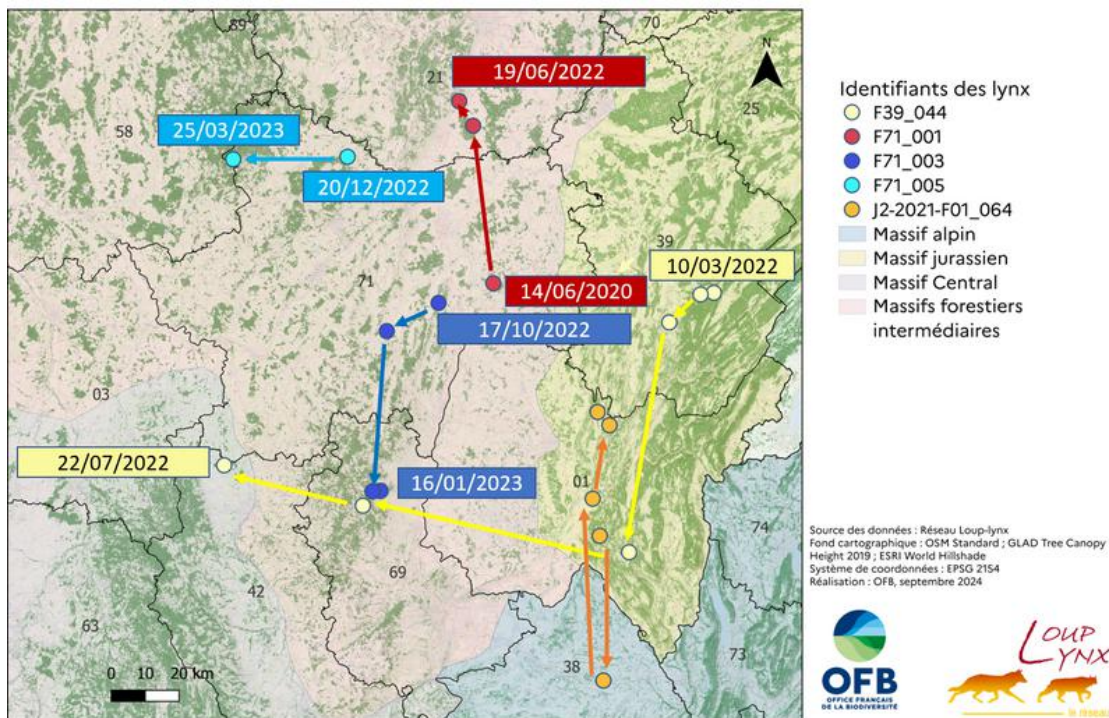 89
70
N
19/06/2022
21
25
58
25/03/2023
20/12/2022
39
10/03/2022
71
14/06/2020
17/10/2022
03
22/07/2022
16/01/2023
01
74
42
69
63
0 10 20 km
38
73
Identifiants des lynx
F39_044
F71_001
F71_003
F71_005
J2-2021-F01_064
Massif alpin
Massif jurassien
Massif Central
Massifs forestiers
intermédiaires
Source des données : Réseau Loup-lynx
Fond cartographique : OSM Standard ; GLAD Tree Canopy
Height 2019 ; ESRI World Hillshade
Système de coordonnées : EPSG 2154
Réalisation : OFB, septembre 2024
OFB
OFFICE FRANÇAIS
DE LA BIODIVERSITÉ
LOUP
LYNX
le réseau